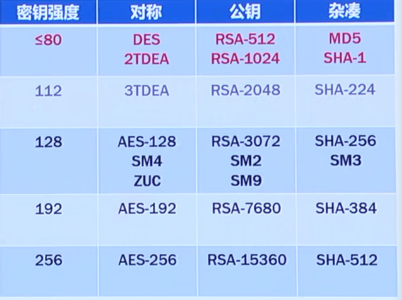 密钥强度 对称 公钥 杂凑
≤80 DES RSA-512 MD5
2TDEA RSA-1024 SHA-1
112 3TDEA RSA-2048 SHA-224
128 AES-128 RSA-3072 SHA-256
SM4 SM2 SM3
ZUC SM9
192 AES-192 RSA-7680 SHA-384
256 AES-256 RSA-15360 SHA-512